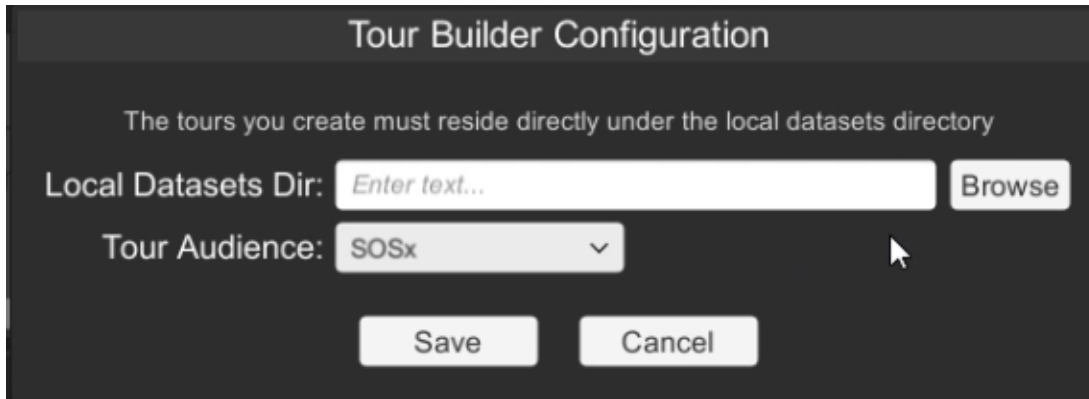 Tour Builder Configuration
The tours you create must reside directly under the local datasets directory
Local Datasets Dir: Enter text... Browse
Tour Audience: SOSx
Save Cancel